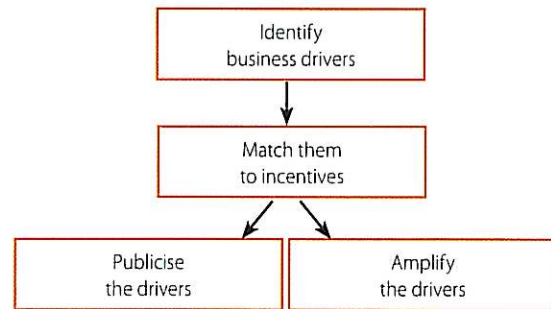 Identify
business drivers
Match them
to incentives
Publicise
the drivers
Amplify
the drivers